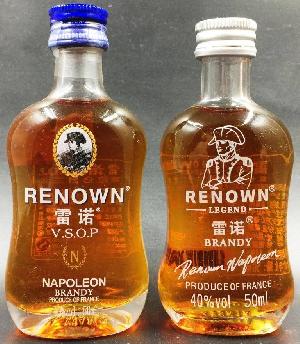 RENOWN®
雷诺®
V.S.O.P
N
NAPOLEON
BRANDY
PRODUCE OF FRANCE
RENOWN®
LEGEND
雷诺®
BRANDY
Renown Napoleon
PRODUCE OF FRANCE
40%vol - 50ml